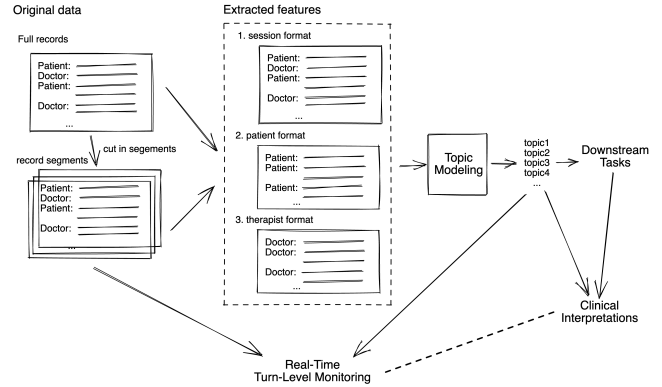 Original data
Extracted features
Full records
Patient:
Doctor:
Patient:
Doctor:
...
cut in segements
record segments
Patient:
Doctor:
Patient:
Doctor:
...
1. session format
Patient:
Doctor:
Patient:
Doctor:
...
2. patient format
Patient:
Patient:
...
3. therapist format
Doctor:
Doctor:
Doctor:
...
Topic
Modeling
topic1
topic2
topic3
topic4
...
Downstream
Tasks
Clinical
Interpretations
Real-Time
Turn-Level Monitoring